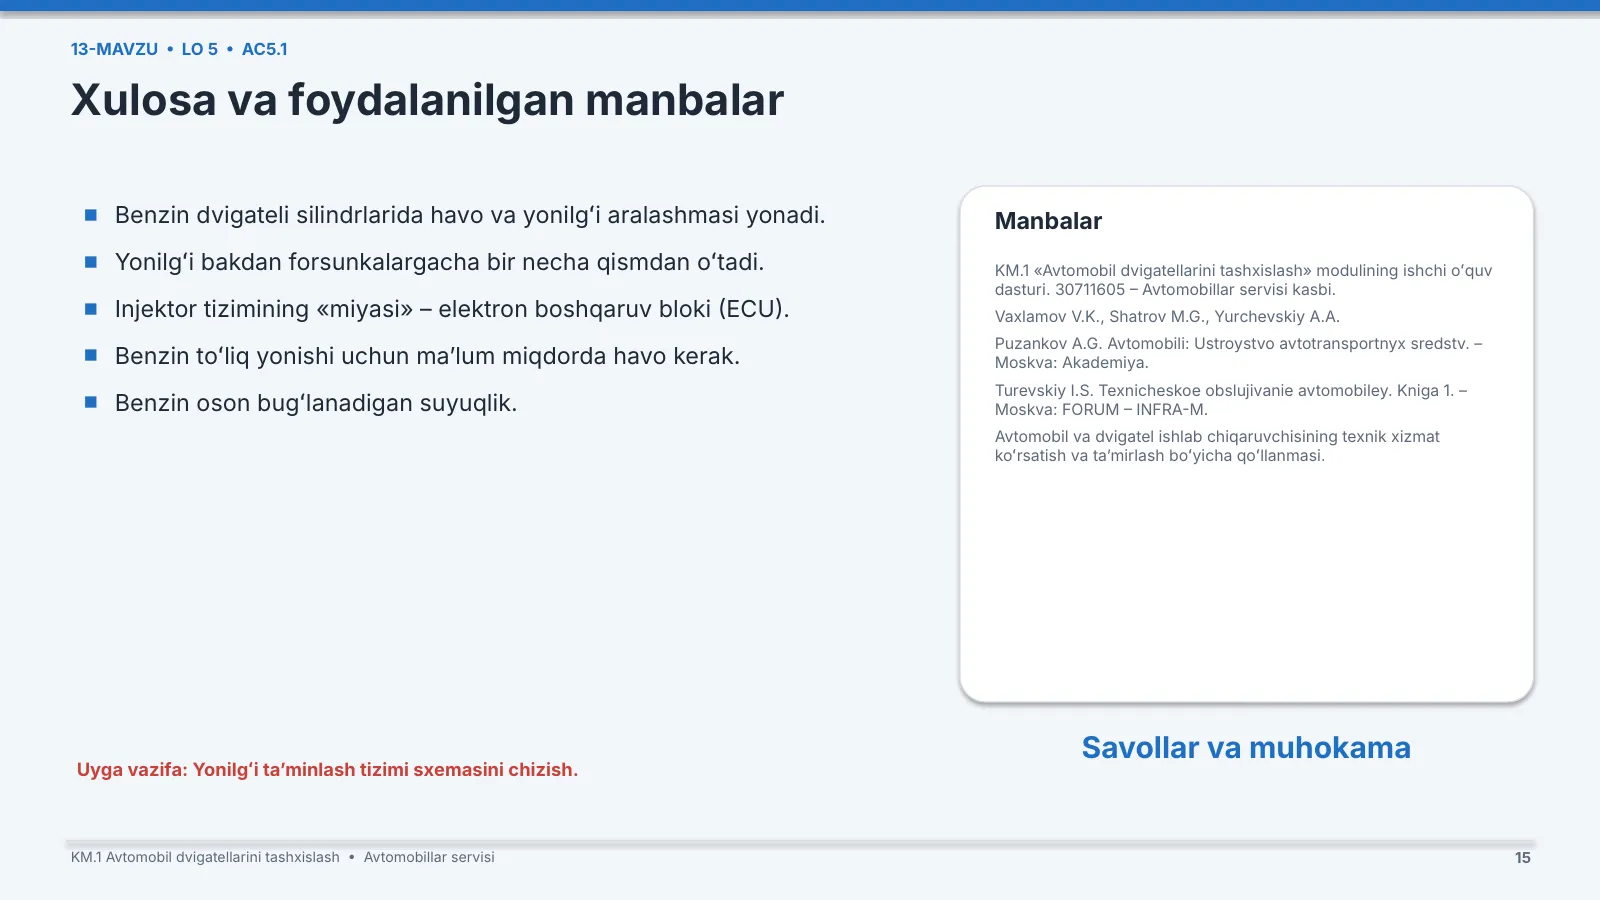 13-MAVZU • LO 5 • AC5.1
Xulosa va foydalanilgan manbalar
Benzin dvigateli silindrlarida havo va yonilgʻi aralashmasi yonadi.
Yonilgʻi bakdan forsunkalargacha bir necha qismdan oʻtadi.
Injektor tizimining «miyasi» – elektron boshqaruv bloki (ECU).
Benzin toʻliq yonishi uchun maʼlum miqdorda havo kerak.
Benzin oson bugʻlanadigan suyuqlik.
Uyga vazifa: Yonilgʻi taʼminlash tizimi sxemasini chizish.
Manbalar
KM.1 «Avtomobil dvigatellarini tashxislash» modulining ishchi oʻquv
dasturi. 30711605 – Avtomobillar servisi kasbi.
Vaxlamov V.K., Shatrov M.G., Yurchevskiy A.A.
Puzankov A.G. Avtomobili: Ustroystvo avtotransportnyx sredstv. –
Moskva: Akademiya.
Turevskiy I.S. Texnicheskoe obslujivanie avtomobiley. Kniga 1. –
Moskva: FORUM – INFRA-M.
Avtomobil va dvigatel ishlab chiqaruvchisining texnik xizmat
koʻrsatish va taʼmirlash boʻyicha qoʻllanmasi.
Savollar va muhokama
KM.1 Avtomobil dvigatellarini tashxislash • Avtomobillar servisi
15